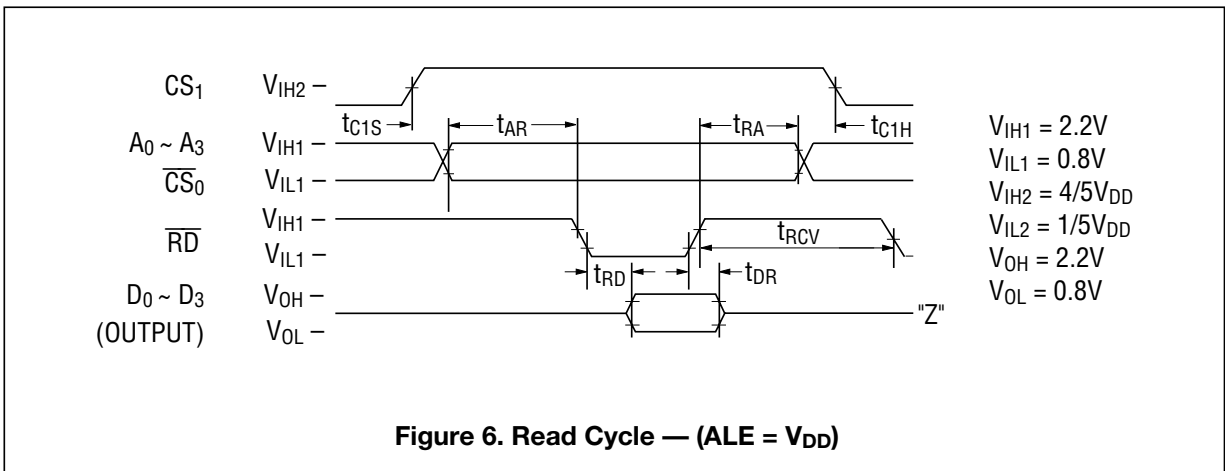 CS1 VIH2 –
tC1S tAR tRA tC1H
A0 ~ A3 VIH1 –
CS0 VIL1 –
VIH1 –
RD tRCV
VIL1 –
tRD tDR
D0 ~ D3 VOH –
"Z"
(OUTPUT) VOL –
VIH1 = 2.2V
VIL1 = 0.8V
VIH2 = 4/5VDD
VIL2 = 1/5VDD
VOH = 2.2V
VOL = 0.8V
Figure 6. Read Cycle — (ALE = VDD)